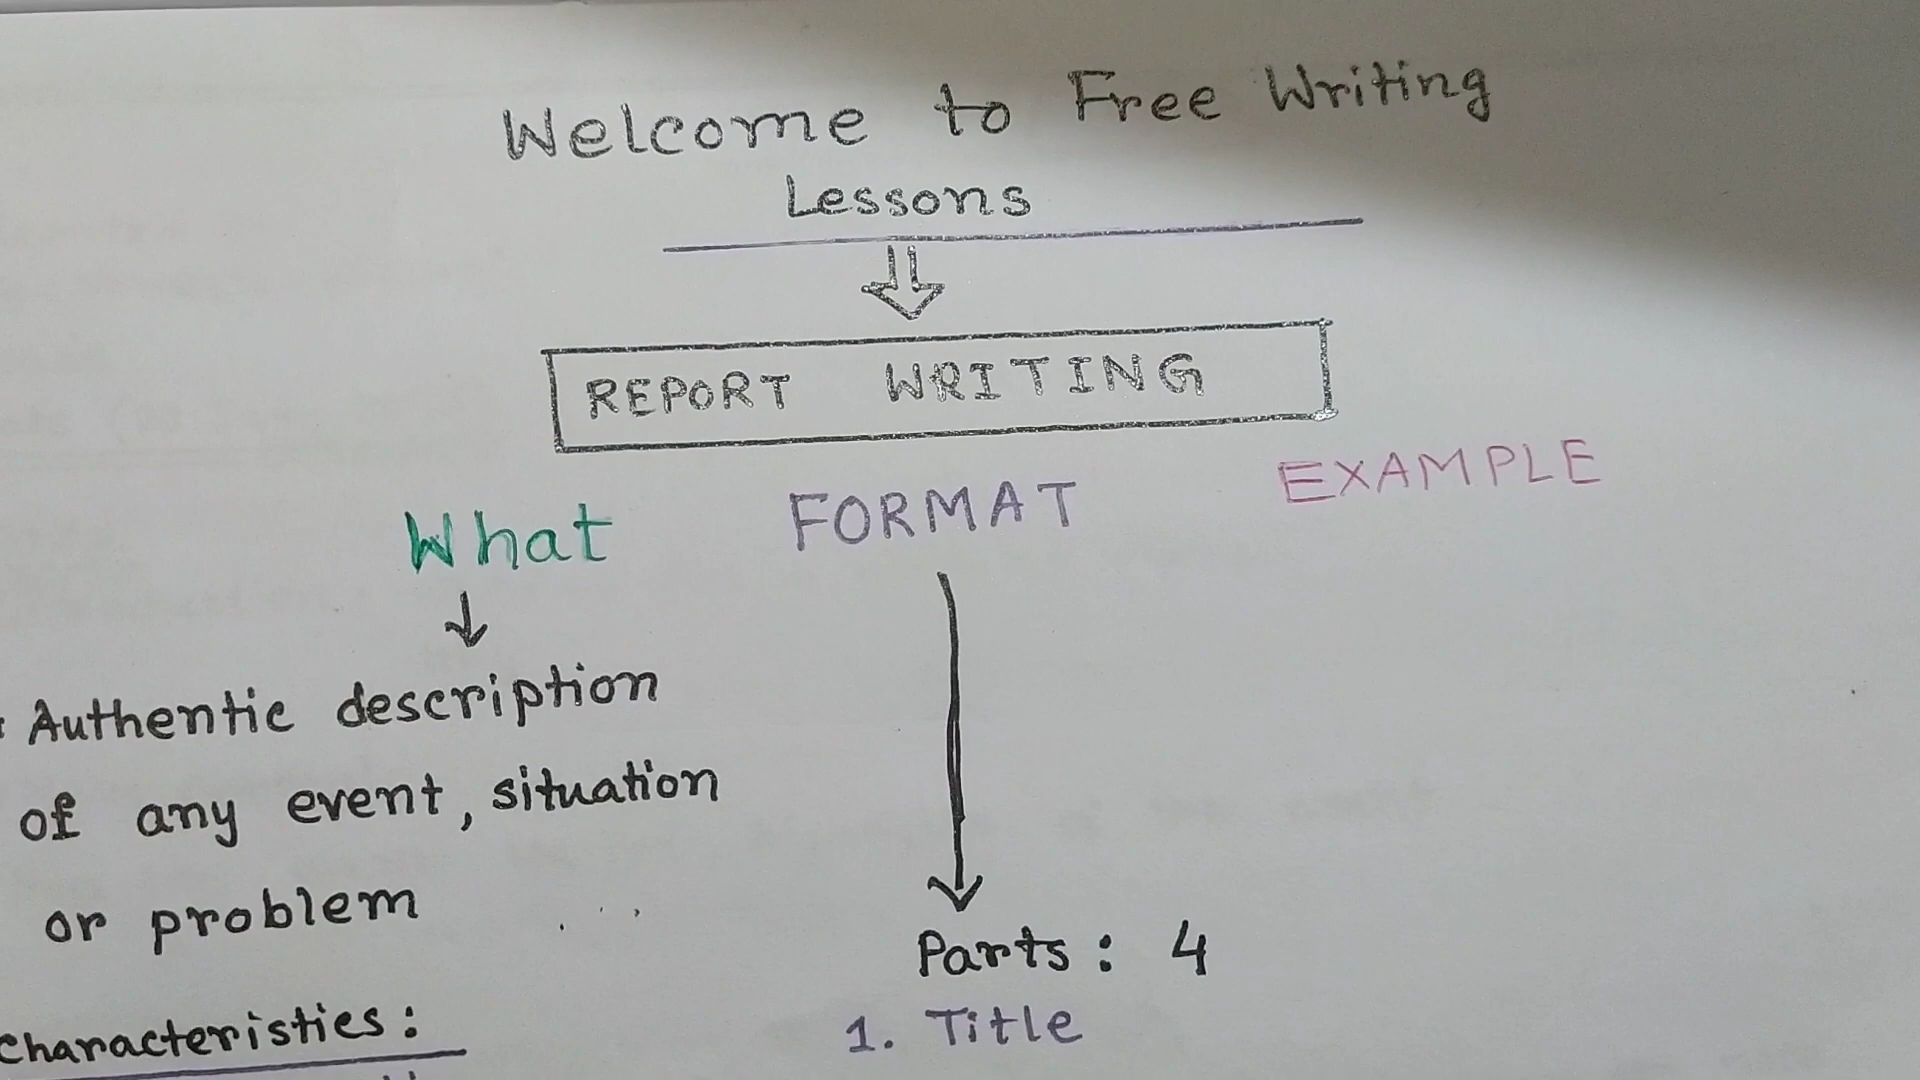 Welcome to Free Writing
Lessons
REPORT WRITING
What
FORMAT
EXAMPLE
Authentic description
of any event, situation
or problem
Characteristics:
Parts: 4
1. Title